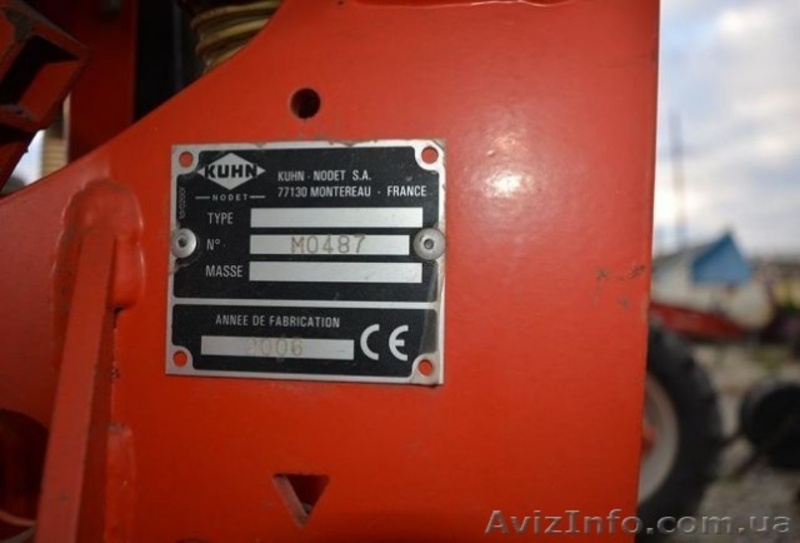 KUHN
NODET
KUHN - NODET S.A.
77130 MONTEREAU - FRANCE
TYPE
N° M0487
MASSE
ANNEE DE FABRICATION
2006
CE
AvizInfo.com.ua